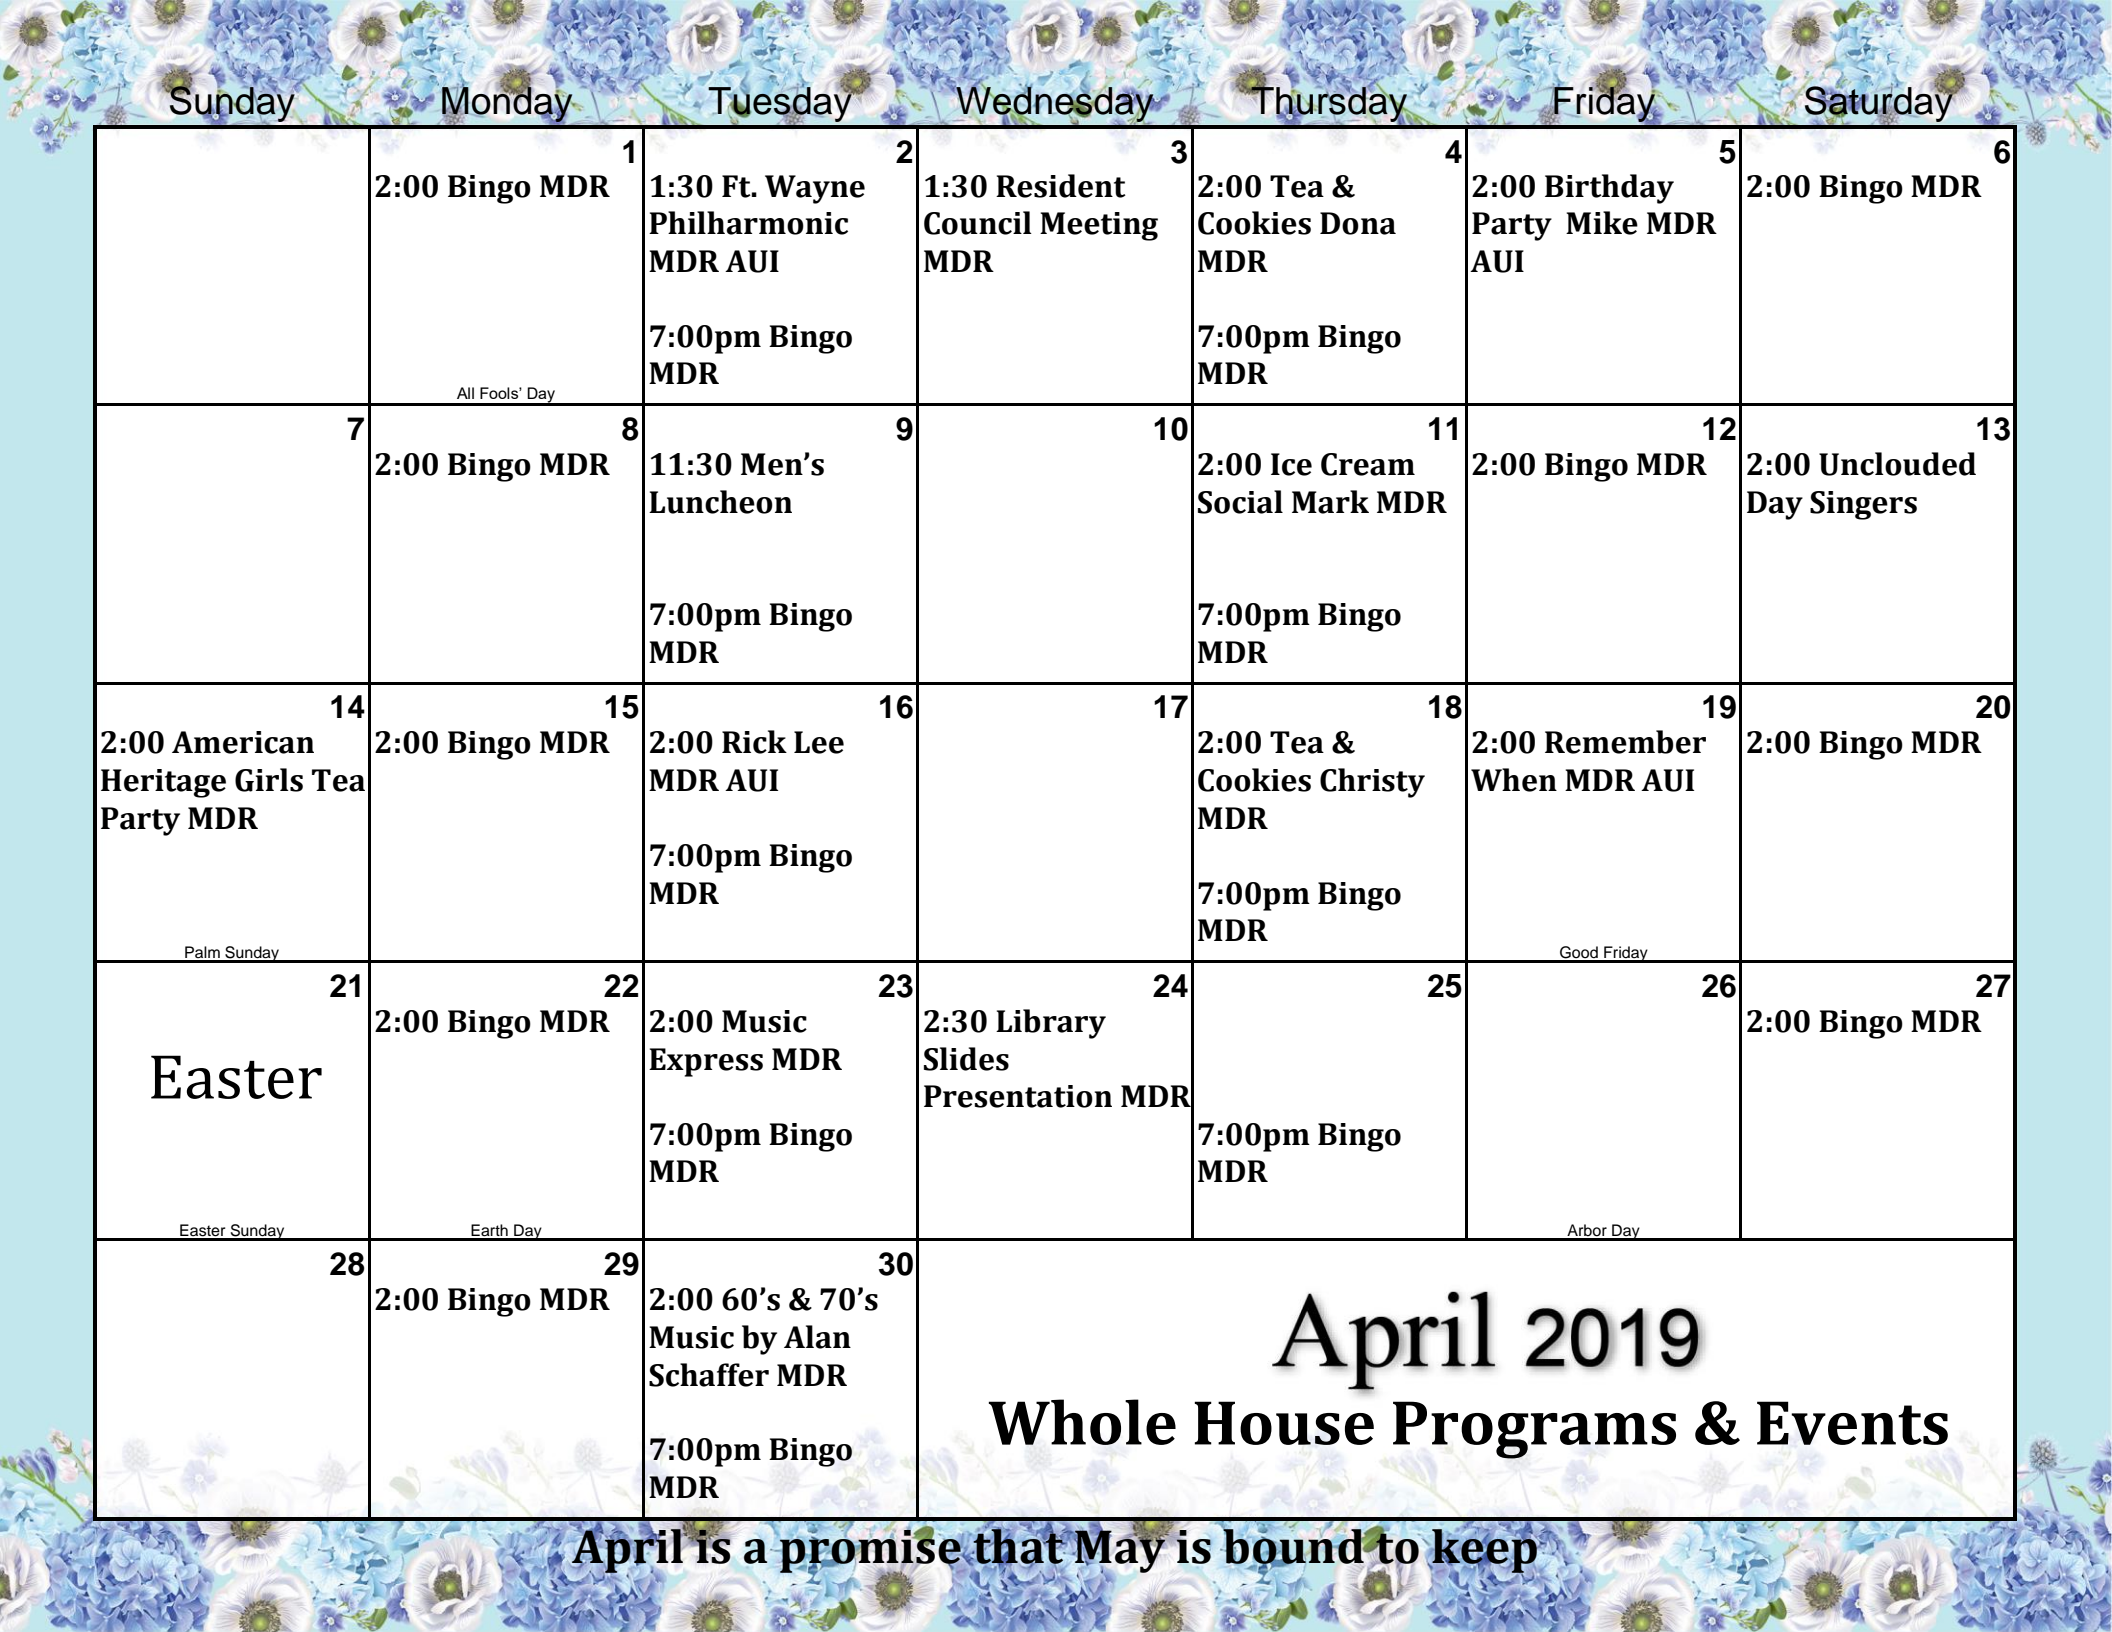 Sunday Monday Tuesday Wednesday Thursday Friday Saturday
1
2:00 Bingo MDR
All Fools’ Day
2
1:30 Ft. Wayne
Philharmonic
MDR AUI
7:00pm Bingo
MDR
3
1:30 Resident
Council Meeting
MDR
4
2:00 Tea &
Cookies Dona
MDR
7:00pm Bingo
MDR
5
2:00 Birthday
Party  Mike MDR
AUI
6
2:00 Bingo MDR
7
8
2:00 Bingo MDR
9
11:30 Men’s
Luncheon
7:00pm Bingo
MDR
10
11
2:00 Ice Cream
Social Mark MDR
7:00pm Bingo
MDR
12
2:00 Bingo MDR
13
2:00 Unclouded
Day Singers
14
2:00 American
Heritage Girls Tea
Party MDR
Palm Sunday
15
2:00 Bingo MDR
16
2:00 Rick Lee
MDR AUI
7:00pm Bingo
MDR
17
18
2:00 Tea &
Cookies Christy
MDR
7:00pm Bingo
MDR
19
2:00 Remember
When MDR AUI
Good Friday
20
2:00 Bingo MDR
21
Easter
Easter Sunday
22
2:00 Bingo MDR
Earth Day
23
2:00 Music
Express MDR
7:00pm Bingo
MDR
24
2:30 Library
Slides
Presentation MDR
25
7:00pm Bingo
MDR
26
Arbor Day
27
2:00 Bingo MDR
28
29
2:00 Bingo MDR
30
2:00 60’s & 70’s
Music by Alan
Schaffer MDR
7:00pm Bingo
MDR
April 2019
Whole House Programs & Events
April is a promise that May is bound to keep